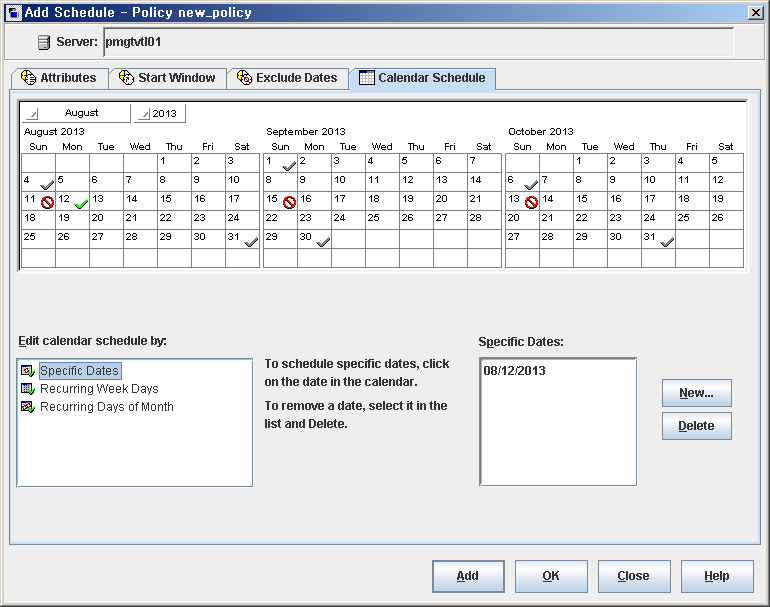 Add Schedule - Policy new_policy
Server: pmgtvtl01
Attributes Start Window Exclude Dates Calendar Schedule
August 2013
August 2013 September 2013 October 2013
Sun Mon Tue Wed Thu Fri Sat Sun Mon Tue Wed Thu Fri Sat Sun Mon Tue Wed Thu Fri Sat
1 2 3 1 2 3 4 5 6 7 1 2 3 4 5
4 5 6 7 8 9 10 8 9 10 11 12 13 14 6 7 8 9 10 11 12
11 12 13 14 15 16 17 15 16 17 18 19 20 21 13 14 15 16 17 18 19
18 19 20 21 22 23 24 22 23 24 25 26 27 28 20 21 22 23 24 25 26
25 26 27 28 29 30 31 29 30 27 28 29 30 31
Edit calendar schedule by: Specific Dates:
Specific Dates To schedule specific dates, click 08/12/2013
Recurring Week Days on the date in the calendar. New...
Recurring Days of Month To remove a date, select it in the
list and Delete. Delete
Add OK Close Help